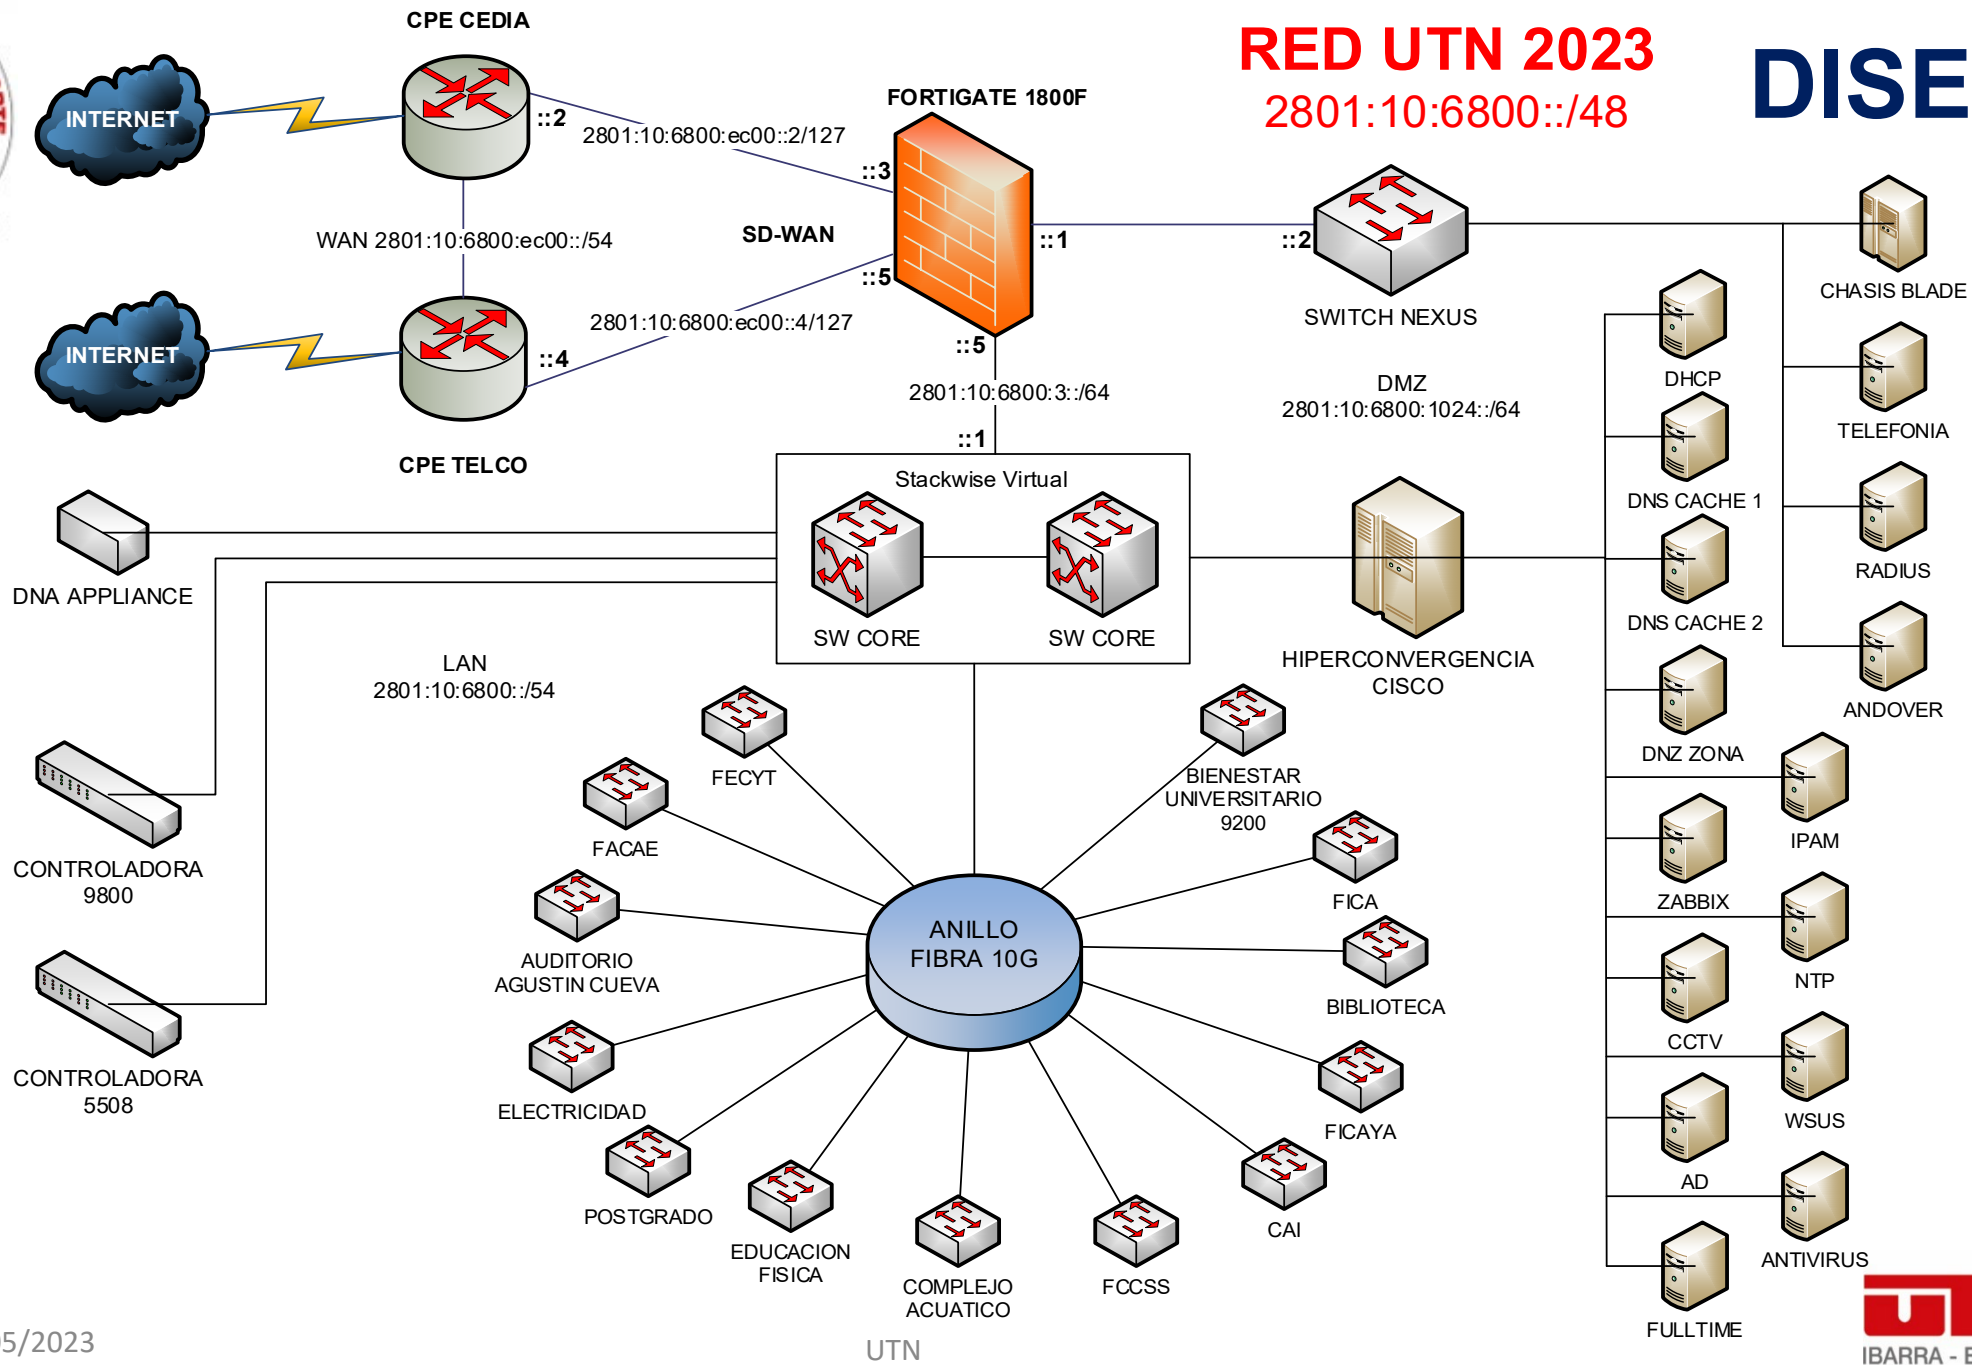 CPE CEDIA
RED UTN 2023
2801:10:6800::/48
DISE
INTERNET
::2
2801:10:6800:ec00::2/127
FORTIGATE 1800F
::3
WAN 2801:10:6800:ec00::/54
SD-WAN
::1
::2
::5
SWITCH NEXUS
CHASIS BLADE
INTERNET
2801:10:6800:ec00::4/127
::4
::5
2801:10:6800:3::/64
::1
DMZ
2801:10:6800:1024::/64
DHCP
TELEFONIA
CPE TELCO
Stackwise Virtual
DNS CACHE 1
RADIUS
DNA APPLIANCE
SW CORE
SW CORE
DNS CACHE 2
LAN
2801:10:6800::/54
HIPERCONVERGENCIA
CISCO
ANDOVER
DNZ ZONA
FECYT
BIENESTAR
UNIVERSITARIO
9200
FACAE
IPAM
CONTROLADORA
9800
FICA
ZABBIX
ANILLO
FIBRA 10G
AUDITORIO
AGUSTIN CUEVA
BIBLIOTECA
NTP
CCTV
CONTROLADORA
5508
ELECTRICIDAD
FICAYA
WSUS
AD
POSTGRADO
CAI
EDUCACION
FISICA
COMPLEJO
ACUATICO
FCCSS
ANTIVIRUS
FULLTIME
5/2023
UTN
IBARRA - E